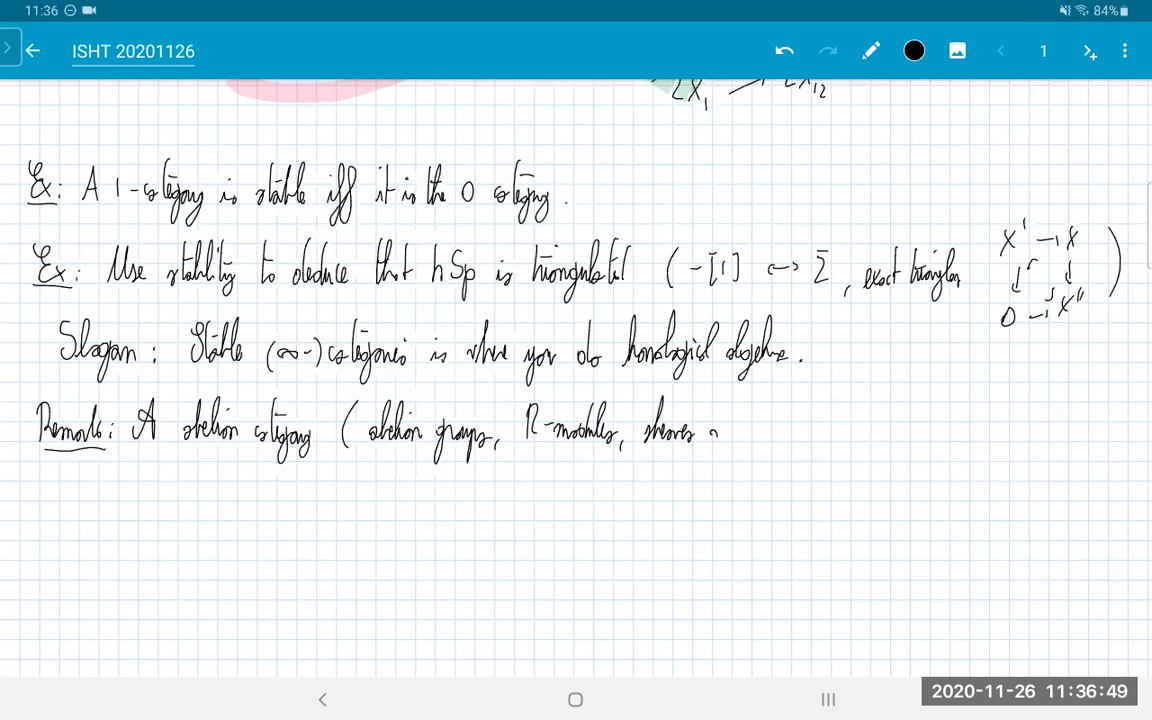 11:36
84%
ISHT 20201126
1
ΣX₁ → ΣX₁₂
Ex: A 1-category is stable iff it is the 0 category.
Ex: Use stability to deduce that hSp is triangulated ( -[1] ↔ Σ, exact triangles X' → X ↓ ↓ 0 → X'' )
Slogan: Stable (∞-)categories is where you do homological algebra.
Remark: A abelian category ( abelian groups, R-modules, sheaves
2020-11-26 11:36:49